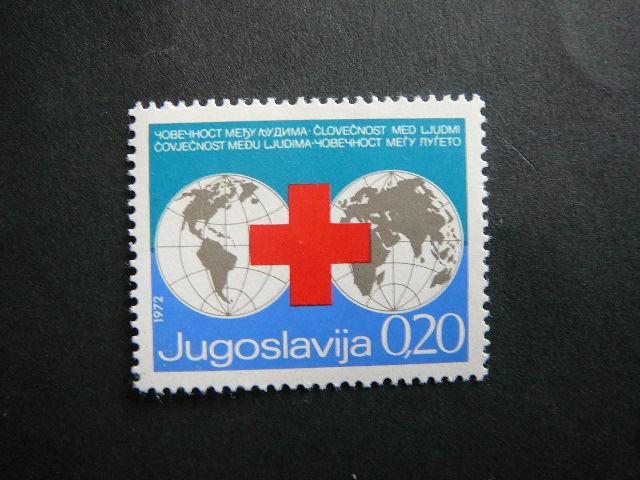 ЧОВЕЧНОСТ МЕЂУ ЉУДИМА · ČLOVEČNOST MED LJUDMI
ČOVJEČNOST MEĐU LJUDIMA · ЧОВЕЧНОСТ МЕЃУ ЛУЃЕТО
1972
Jugoslavija 0,20